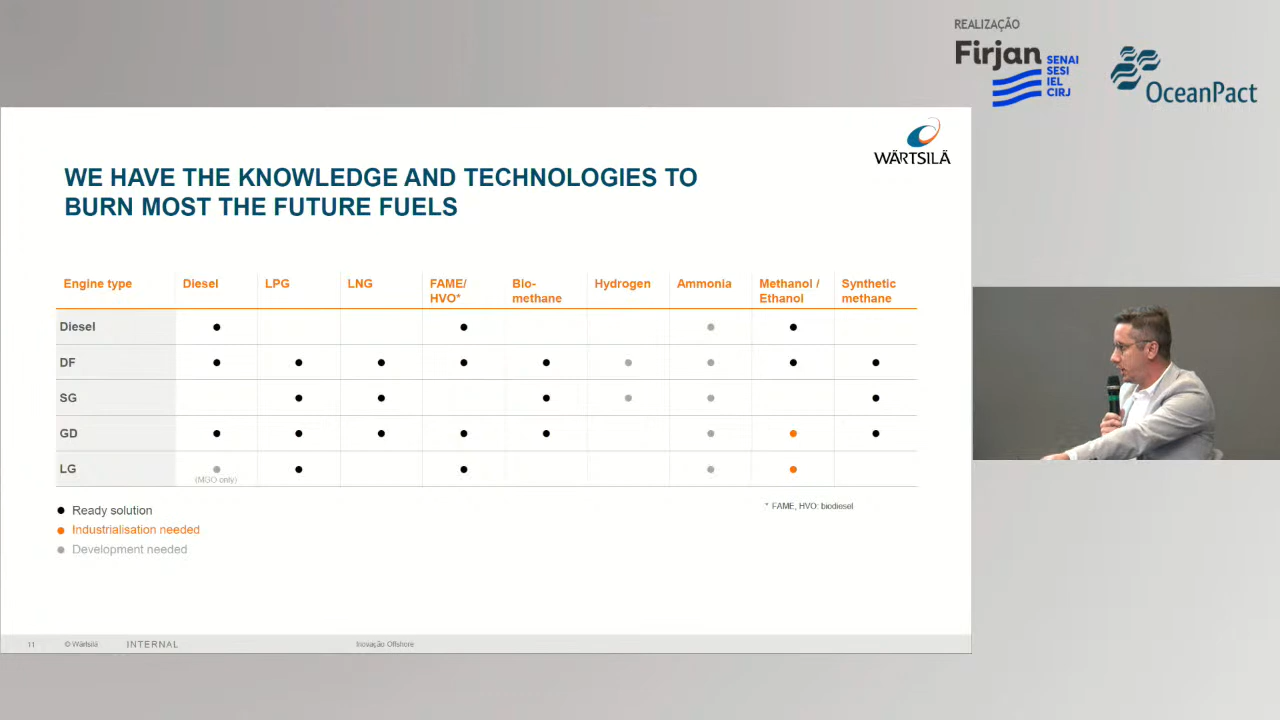 REALIZAÇÃO
Firjan
SENAI
SESI
IEL
CIRJ
OceanPact
WÄRTSILÄ
WE HAVE THE KNOWLEDGE AND TECHNOLOGIES TO
BURN MOST THE FUTURE FUELS
Engine type Diesel LPG LNG FAME/ HVO* Bio- methane Hydrogen Ammonia Methanol / Ethanol Synthetic methane
Diesel
DF
SG
GD
LG
(MGO only)
Ready solution
* FAME, HVO: biodiesel
Industrialisation needed
Development needed
11 © Wärtsilä INTERNAL Inovação Offshore